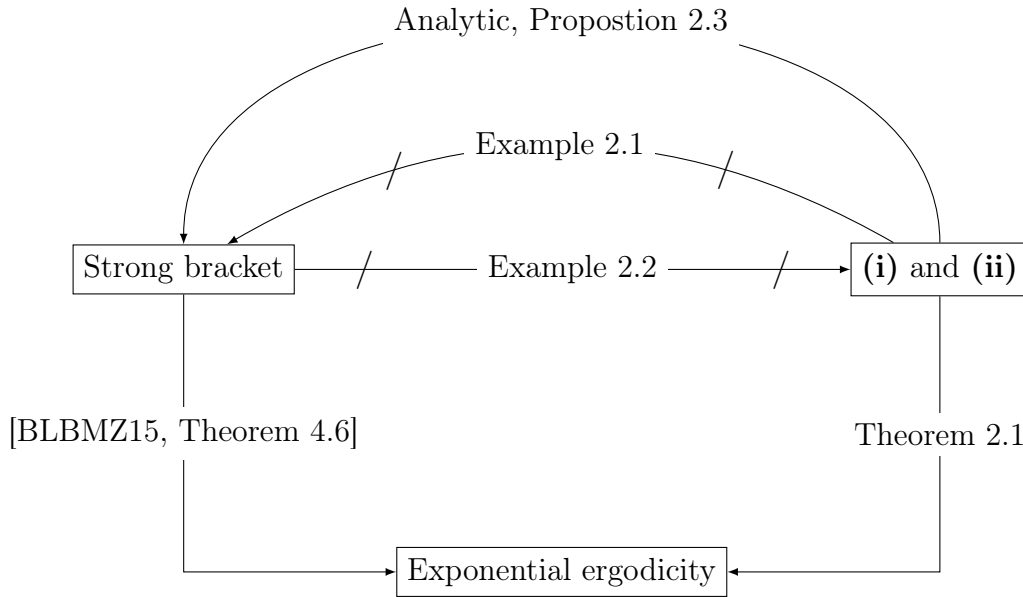 Analytic, Propostion 2.3
Example 2.1
Strong bracket
Example 2.2
(i) and (ii)
[BLBMZ15, Theorem 4.6]
Theorem 2.1
Exponential ergodicity